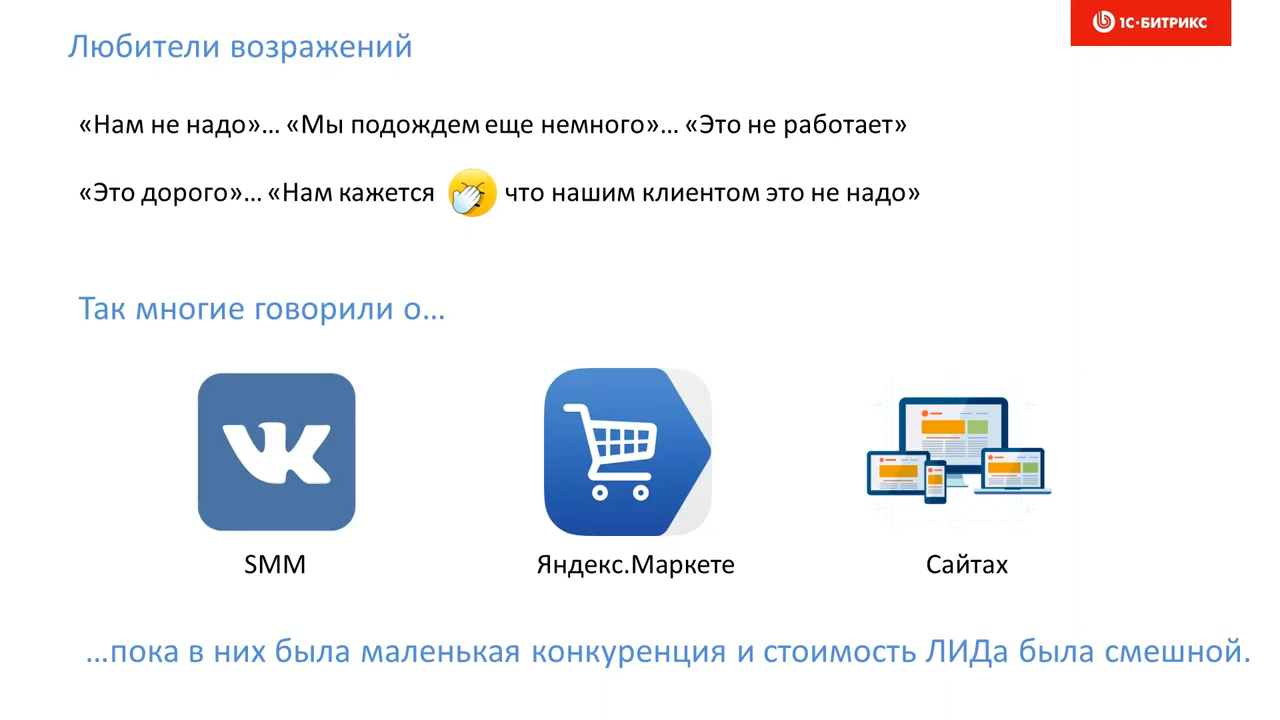 Любители возражений
1С·БИТРИКС
«Нам не надо»… «Мы подождем еще немного»… «Это не работает»
«Это дорого»… «Нам кажется что нашим клиентом это не надо»
Так многие говорили о…
SMM
Яндекс.Маркете
Сайтах
…пока в них была маленькая конкуренция и стоимость ЛИДа была смешной.